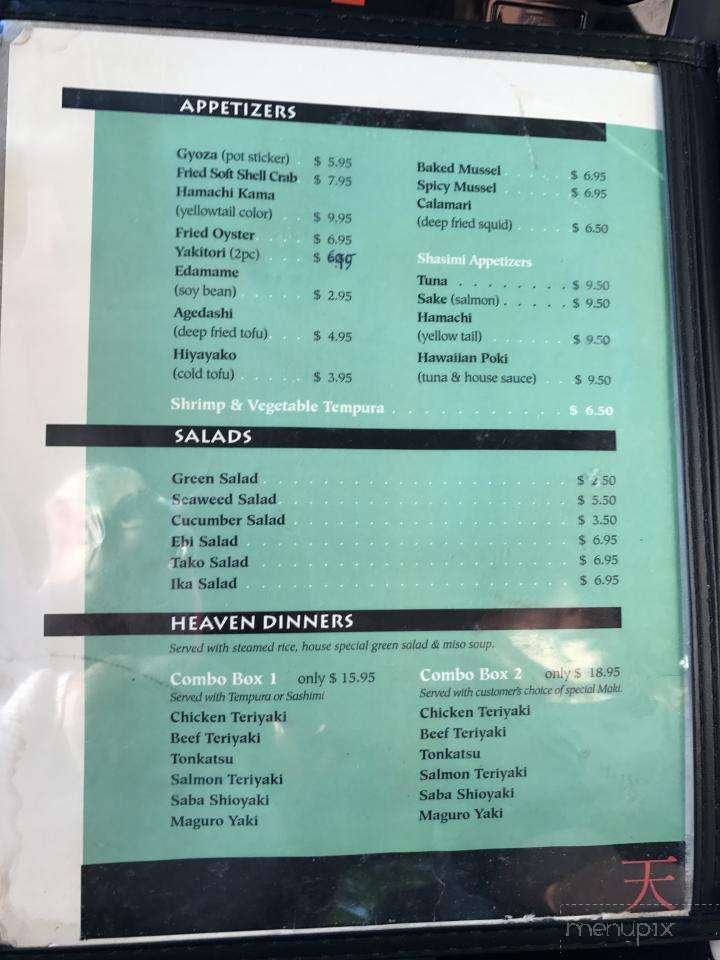 APPETIZERS
Gyoza (pot sticker) . $ 5.95
Fried Soft Shell Crab $ 7.95
Hamachi Kama
(yellowtail color) . . . $ 9.95
Fried Oyster . . . . $ 6.95
Yakitori (2pc) . . . . $
Edamame
(soy bean) . . . . . . $ 2.95
Agedashi
(deep fried tofu) . . . $ 4.95
Hiyayako
(cold tofu) . . . . . . $ 3.95
Baked Mussel . . . . . $ 6.95
Spicy Mussel . . . . . $ 6.95
Calamari
(deep fried squid) . . . . $ 6.50
Shasimi Appetizers
Tuna . . . . . . . . $ 9.50
Sake (salmon) . . . . . $ 9.50
Hamachi
(yellow tail) . . . . . . $ 9.50
Hawaiian Poki
(tuna & house sauce) . . $ 9.50
Shrimp & Vegetable Tempura . . . . . . . . . . . . $ 6.50
SALADS
Green Salad . . . . . . . . . . . . . . . . . $ 2.50
Seaweed Salad . . . . . . . . . . . . . . . . $ 5.50
Cucumber Salad . . . . . . . . . . . . . . . $ 3.50
Ebi Salad . . . . . . . . . . . . . . . . . . $ 6.95
Tako Salad . . . . . . . . . . . . . . . . . $ 6.95
Ika Salad . . . . . . . . . . . . . . . . . . $ 6.95
HEAVEN DINNERS
Served with steamed rice, house special green salad & miso soup.
Combo Box 1 only $ 15.95
Served with Tempura or Sashimi
Chicken Teriyaki
Beef Teriyaki
Tonkatsu
Salmon Teriyaki
Saba Shioyaki
Maguro Yaki
Combo Box 2 only $ 18.95
Served with customer's choice of special Maki.
Chicken Teriyaki
Beef Teriyaki
Tonkatsu
Salmon Teriyaki
Saba Shioyaki
Maguro Yaki
天
menupix